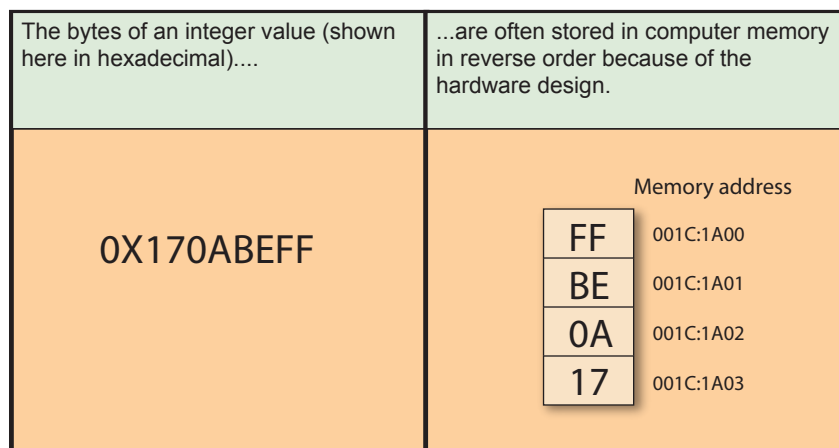 The bytes of an integer value (shown
here in hexadecimal)....
...are often stored in computer memory
in reverse order because of the
hardware design.
0X170ABEFF
Memory address
FF 001C:1A00
BE 001C:1A01
0A 001C:1A02
17 001C:1A03